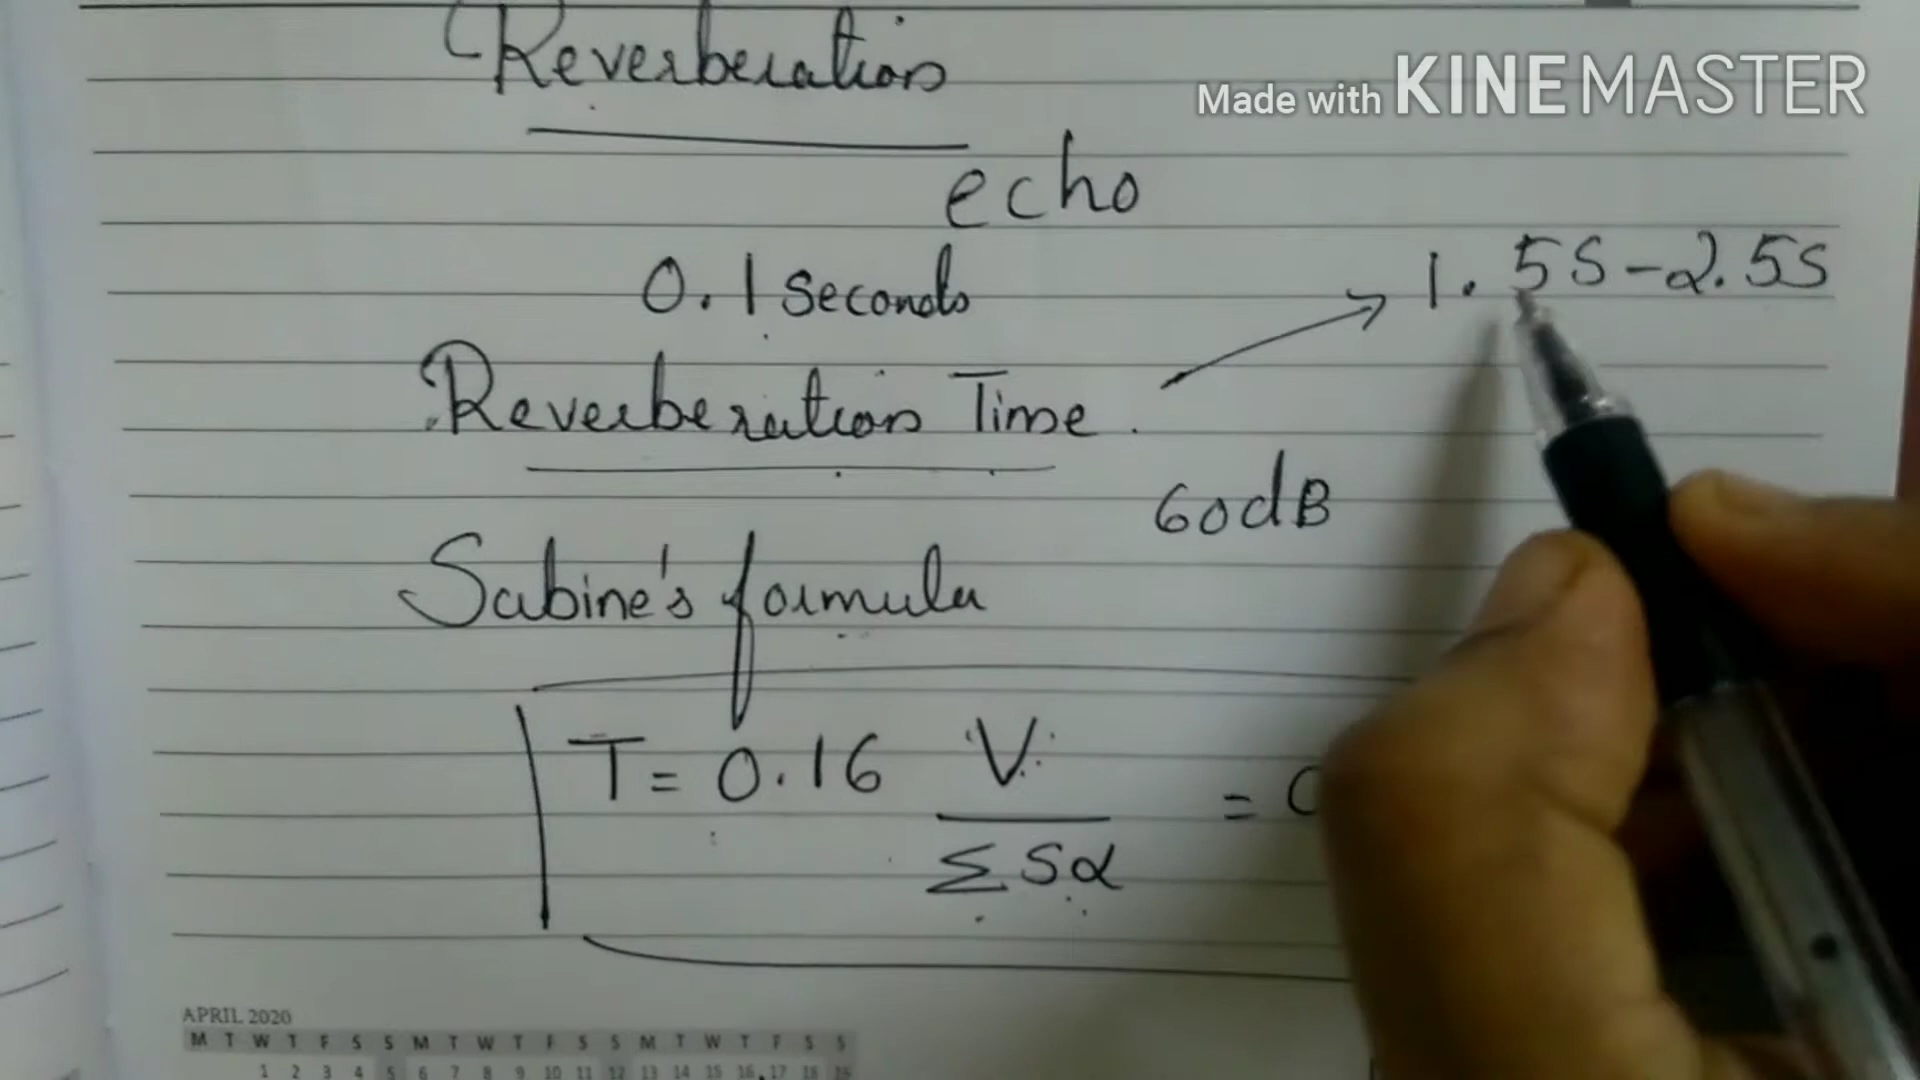 Reverberation
Made with KINEMASTER
echo
0.1 seconds
1.5S-2.5S
Reverberation Time.
60dB
Sabine's formula
T = 0.16 V
= 0
∑ Sα
APRIL 2020
M T W T F S S M T W T F S S M T W T F S S
1 2 3 4 5 6 7 8 9 10 11 12 13 14 15 16 17 18 19